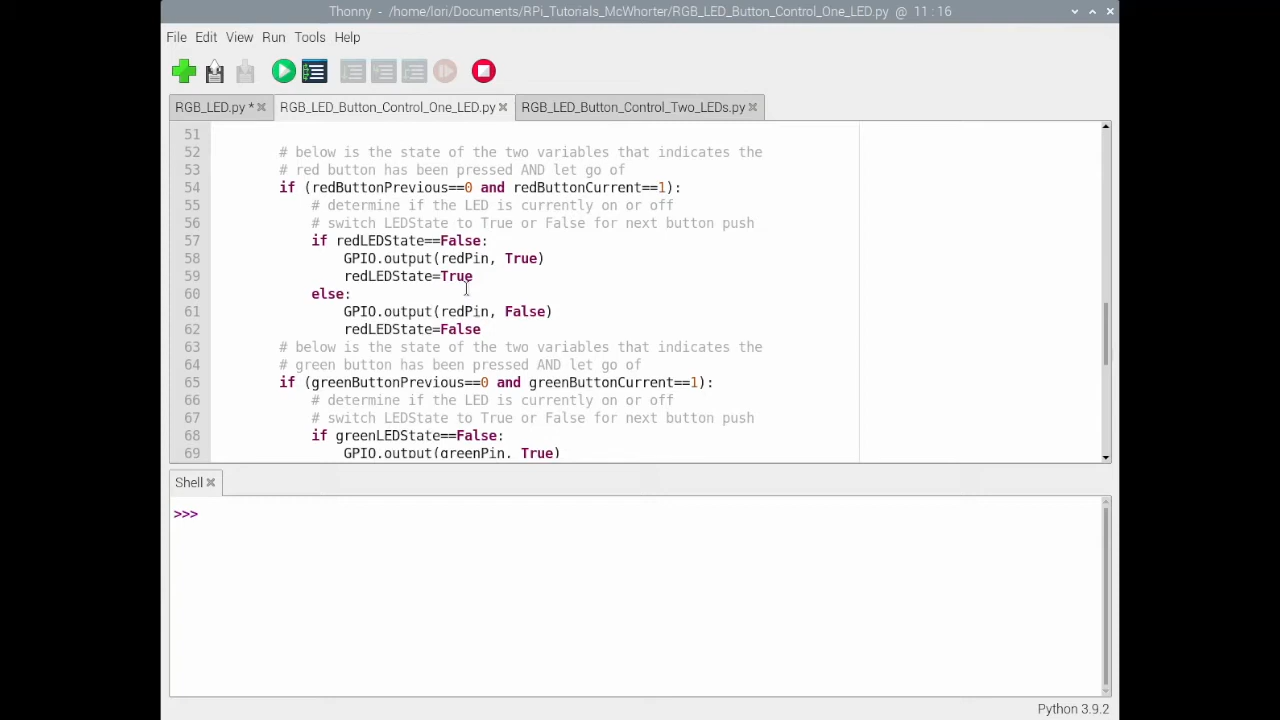 Thonny - /home/lori/Documents/RPi_Tutorials_McWhorter/RGB_LED_Button_Control_One_LED.py @ 11 : 16
File Edit View Run Tools Help
RGB_LED.py * RGB_LED_Button_Control_One_LED.py RGB_LED_Button_Control_Two_LEDs.py
51
52 # below is the state of the two variables that indicates the
53 # red button has been pressed AND let go of
54 if (redButtonPrevious==0 and redButtonCurrent==1):
55 # determine if the LED is currently on or off
56 # switch LEDState to True or False for next button push
57 if redLEDState==False:
58 GPIO.output(redPin, True)
59 redLEDState=True
60 else:
61 GPIO.output(redPin, False)
62 redLEDState=False
63 # below is the state of the two variables that indicates the
64 # green button has been pressed AND let go of
65 if (greenButtonPrevious==0 and greenButtonCurrent==1):
66 # determine if the LED is currently on or off
67 # switch LEDState to True or False for next button push
68 if greenLEDState==False:
69 GPIO.output(greenPin, True)
Shell
>>>
Python 3.9.2